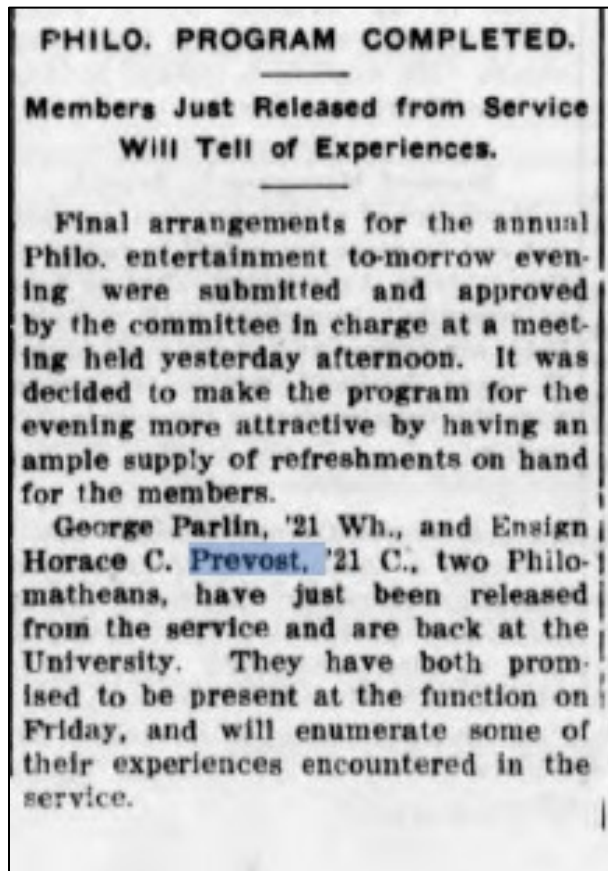 PHILO. PROGRAM COMPLETED.
Members Just Released from Service
Will Tell of Experiences.
Final arrangements for the annual
Philo. entertainment to-morrow even-
ing were submitted and approved
by the committee in charge at a meet-
ing held yesterday afternoon. It was
decided to make the program for the
evening more attractive by having an
ample supply of refreshments on hand
for the members.
George Parlin, '21 Wh., and Ensign
Horace C. Prevost, '21 C., two Philo-
matheans, have just been released
from the service and are back at the
University. They have both prom-
ised to be present at the function on
Friday, and will enumerate some of
their experiences encountered in the
service.